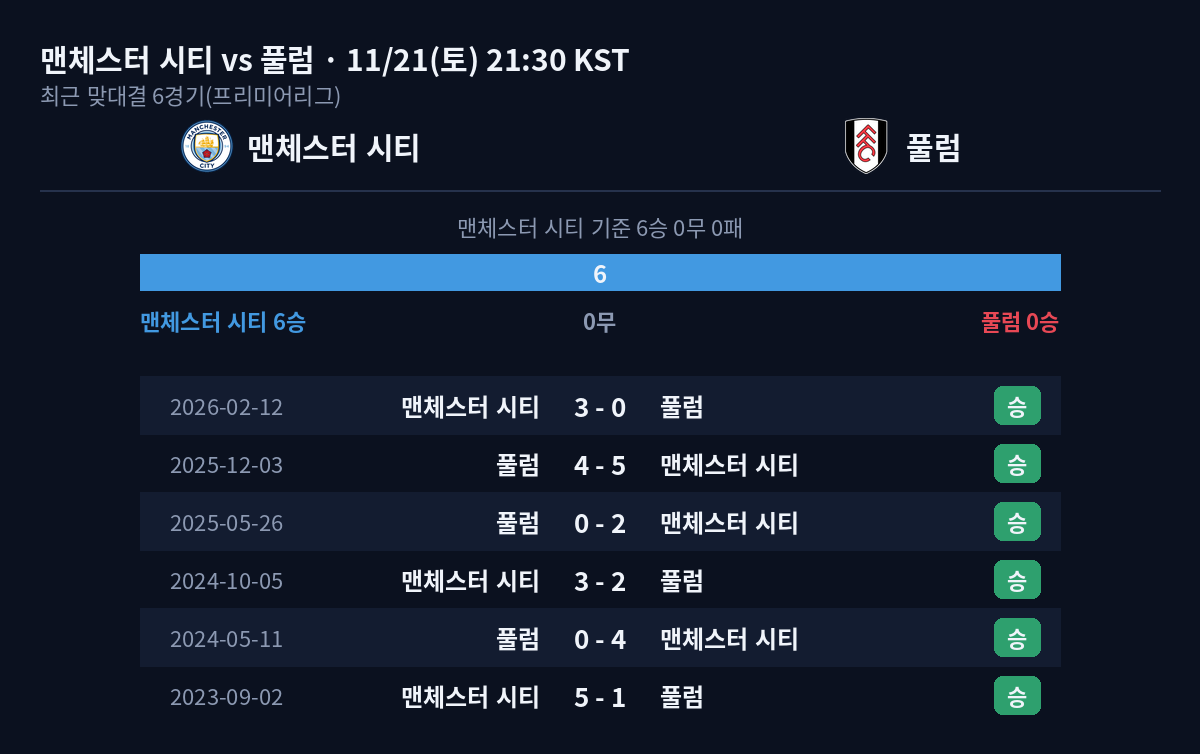 맨체스터 시티 vs 풀럼 · 11/21(토) 21:30 KST
최근 맞대결 6경기(프리미어리그)
MANCHESTER CITY 맨체스터 시티 FFC 풀럼
맨체스터 시티 기준 6승 0무 0패
6
맨체스터 시티 6승 0무 풀럼 0승
2026-02-12 맨체스터 시티 3 - 0 풀럼 승
2025-12-03 풀럼 4 - 5 맨체스터 시티 승
2025-05-26 풀럼 0 - 2 맨체스터 시티 승
2024-10-05 맨체스터 시티 3 - 2 풀럼 승
2024-05-11 풀럼 0 - 4 맨체스터 시티 승
2023-09-02 맨체스터 시티 5 - 1 풀럼 승